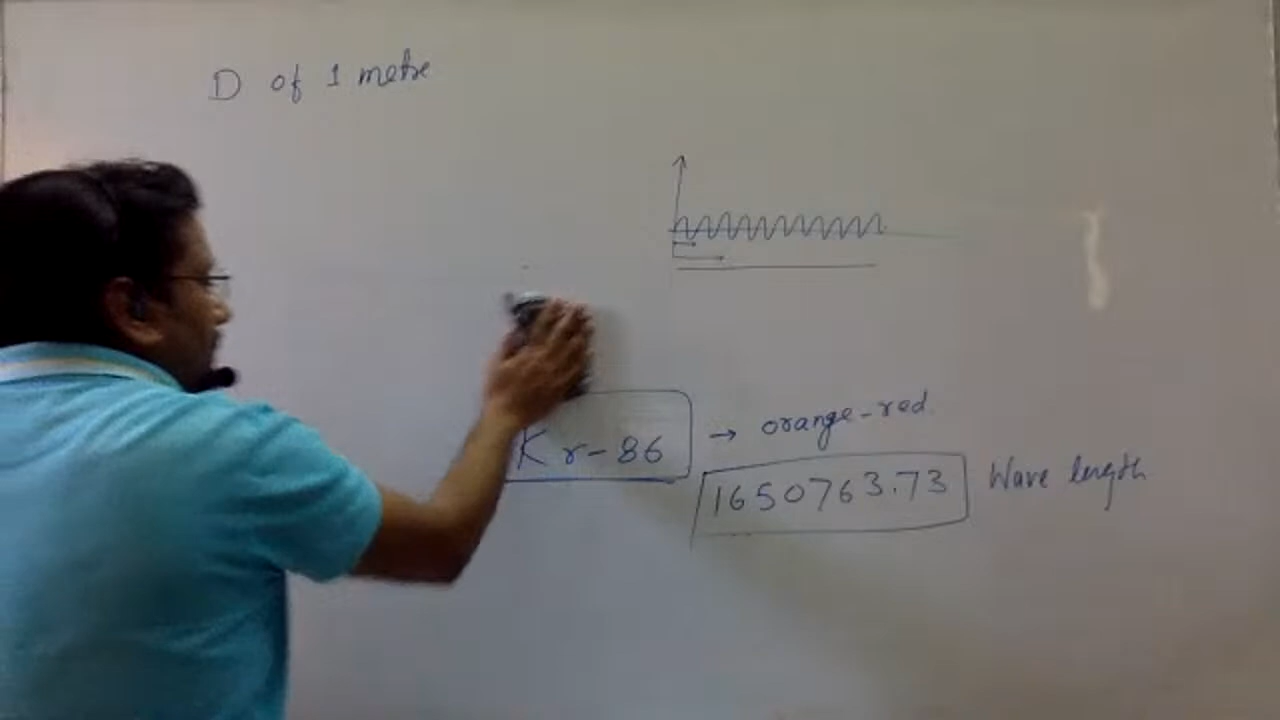 D of 1 metre
Kr-86 → orange-red
1650763.73 Wave length